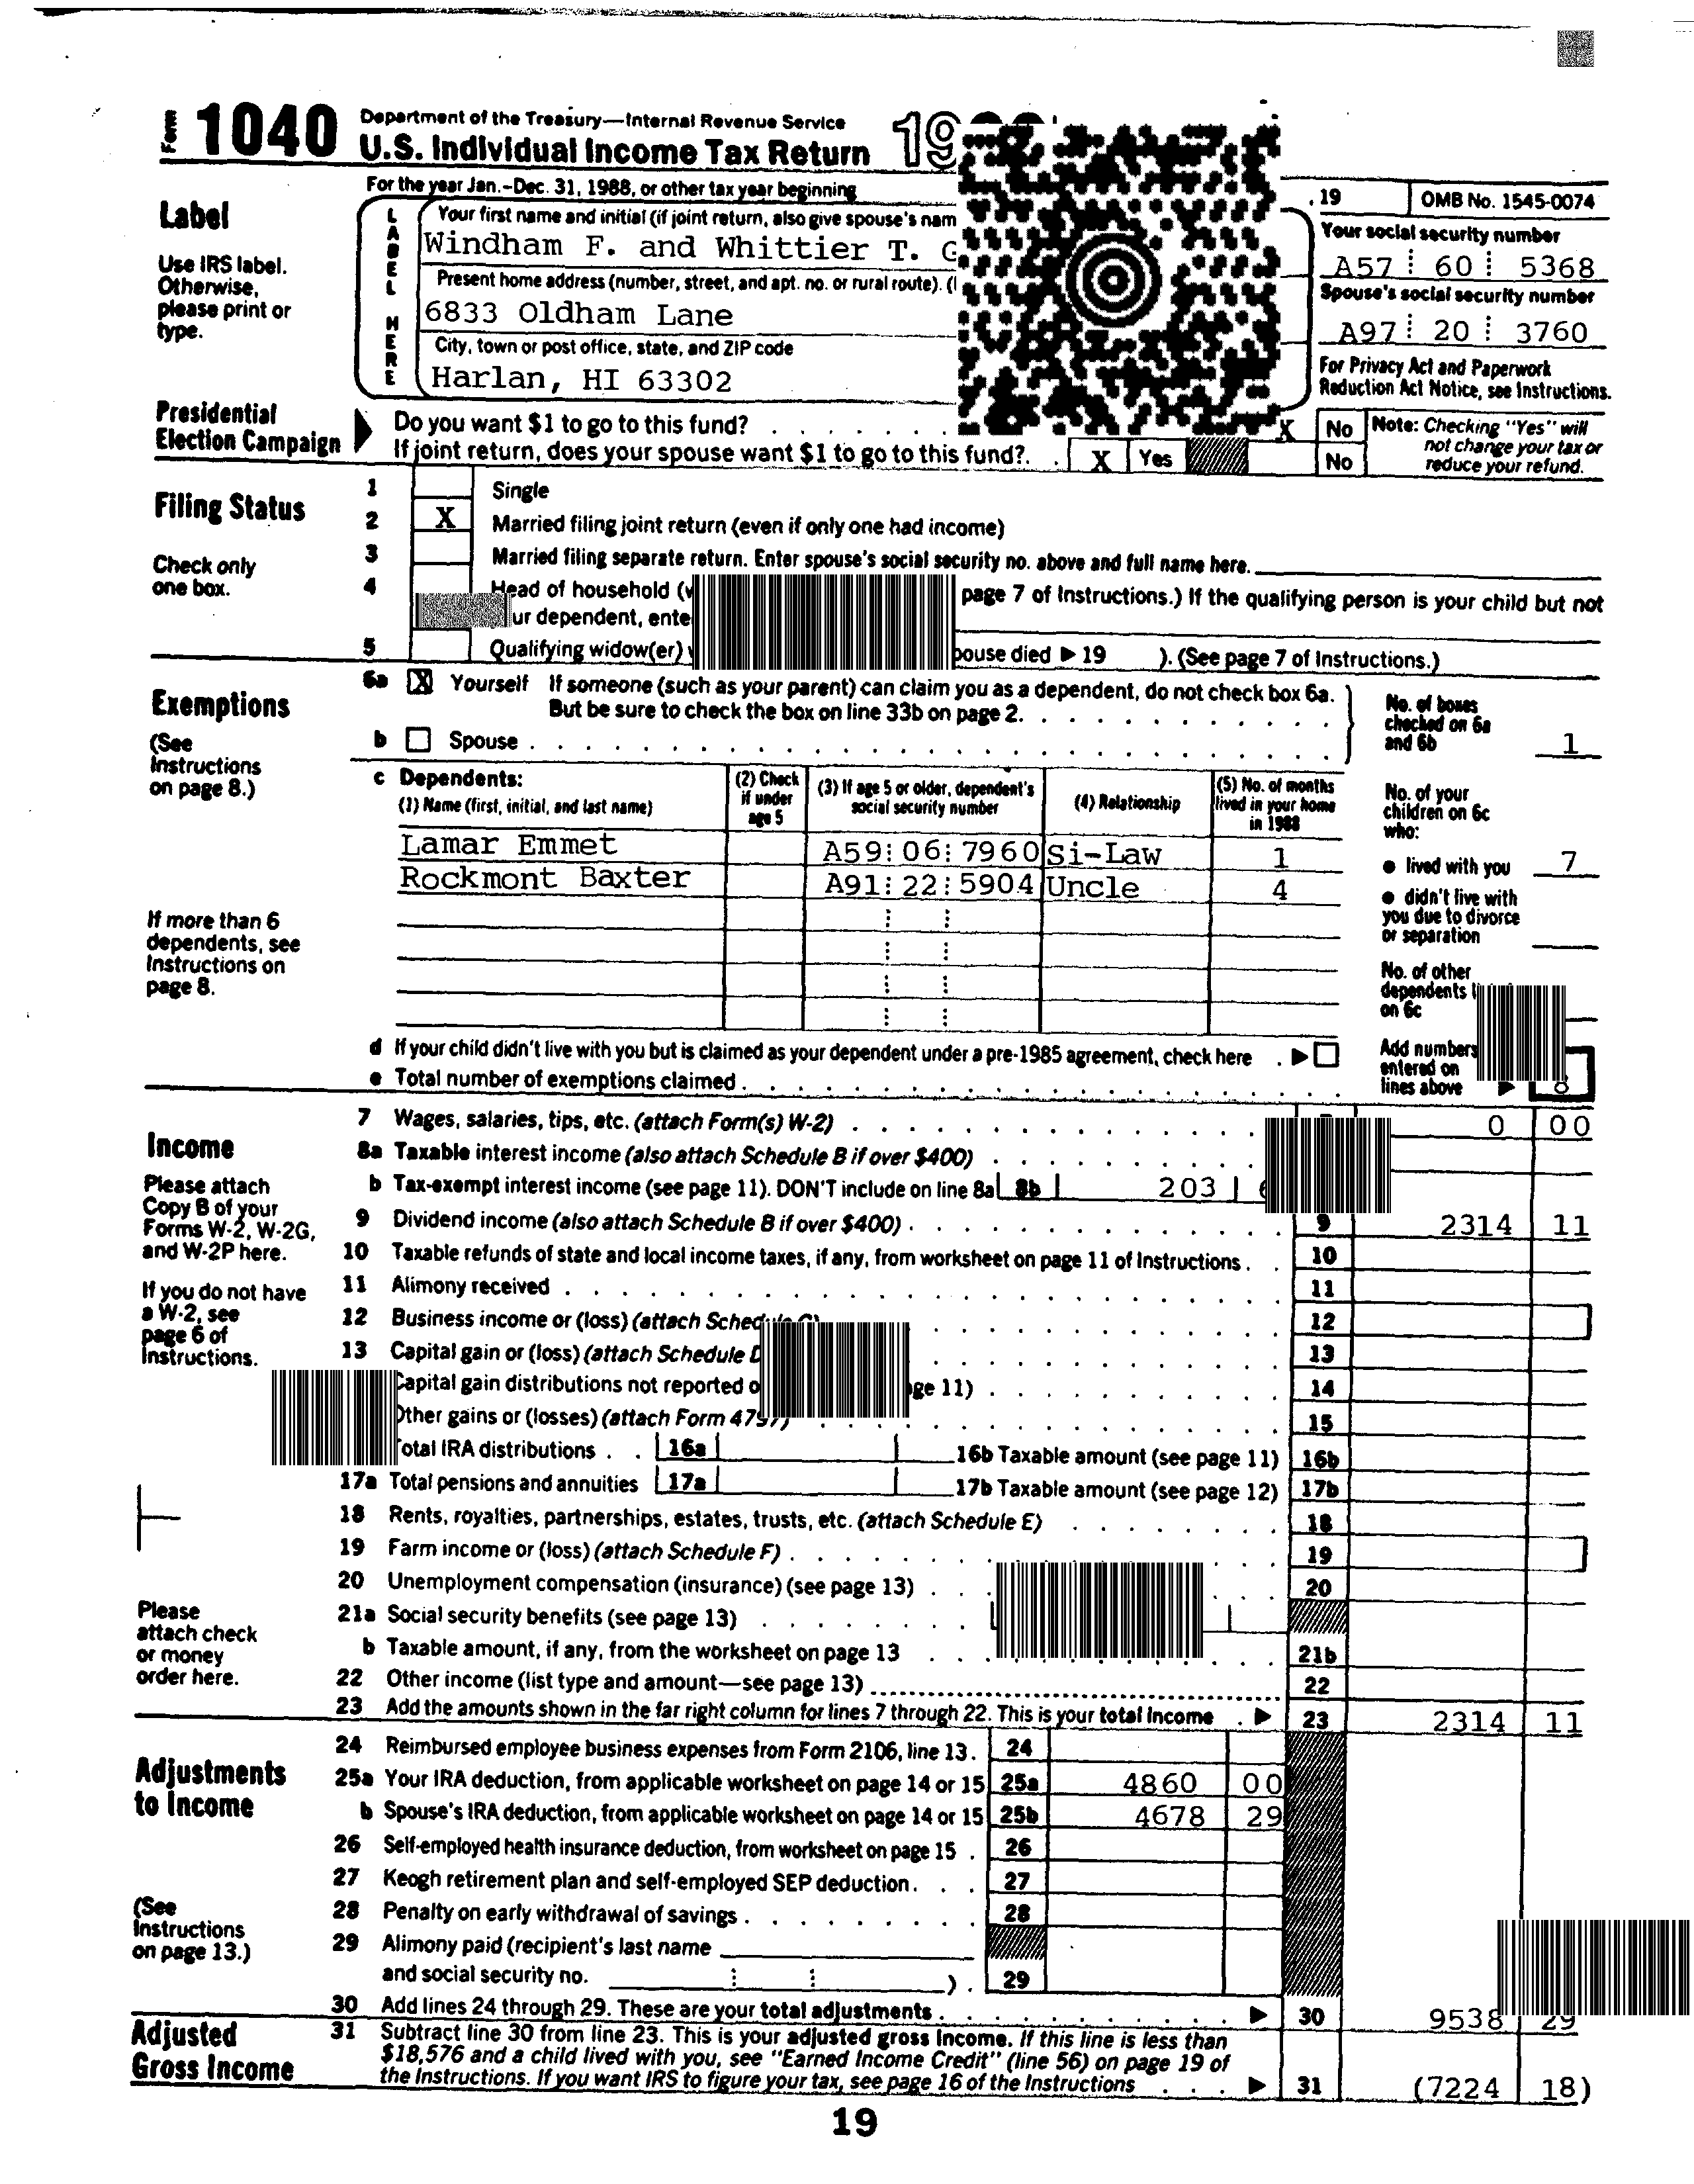 Form 1040 Department of the Treasury—Internal Revenue Service
U.S. Individual Income Tax Return
For the year Jan.-Dec. 31, 1988, or other tax year beginning , 19 OMB No. 1545-0074
Label
Use IRS label.
Otherwise,
please print or
type.
LABEL HERE
Your first name and initial (if joint return, also give spouse's
Windham F. and Whittier T.
Present home address (number, street, and apt. no. or rural route).
6833 Oldham Lane
City, town or post office, state, and ZIP code
Harlan, HI 63302
Your social security number
A57 60 5368
Spouse's social security number
A97 20 3760
For Privacy Act and Paperwork
Reduction Act Notice, see Instructions.
Presidential
Election Campaign
Do you want $1 to go to this fund? X No
If joint return, does your spouse want $1 to go to this fund? X Yes No
Note: Checking "Yes" will
not change your tax or
reduce your refund.
Filing Status
Check only
one box.
1 Single
2 X Married filing joint return (even if only one had income)
3 Married filing separate return. Enter spouse's social security no. above and full name here.
4 Head of household page 7 of Instructions.) If the qualifying person is your child but not
dependent,
5 Qualifying widow(er) died ▶ 19 ). (See page 7 of Instructions.)
Exemptions
(See
Instructions
on page 8.)
6a X Yourself If someone (such as your parent) can claim you as a dependent, do not check box 6a.
But be sure to check the box on line 33b on page 2.
b Spouse
No. of boxes
checked on 6a
and 6b 1
c Dependents:
(1) Name (first, initial, and last name)
(2) Check
if under
age 5
(3) If age 5 or older, dependent's
social security number
(4) Relationship
(5) No. of months
lived in your home
in 1988
Lamar Emmet A59 06 7960 Si-Law 1
Rockmont Baxter A91 22 5904 Uncle 4
If more than 6
dependents, see
Instructions on
page 8.
No. of your
children on 6c
who:
● lived with you 7
● didn't live with
you due to divorce
or separation
No. of other
dependents
on 6c
d If your child didn't live with you but is claimed as your dependent under a pre-1985 agreement, check here ▶
e Total number of exemptions claimed
Add numbers
entered on
lines above ▶ 8
Income
Please attach
Copy B of your
Forms W-2, W-2G,
and W-2P here.
If you do not have
a W-2, see
page 6 of
Instructions.
Please
attach check
or money
order here.
7 Wages, salaries, tips, etc. (attach Form(s) W-2) 0 00
8a Taxable interest income (also attach Schedule B if over $400)
b Tax-exempt interest income (see page 11). DON'T include on line 8a 8b 203
9 Dividend income (also attach Schedule B if over $400) 9 2314 11
10 Taxable refunds of state and local income taxes, if any, from worksheet on page 11 of Instructions 10
11 Alimony received 11
12 Business income or (loss) (attach Schedule C) 12
13 Capital gain or (loss) (attach Schedule 13
Capital gain distributions not reported 11) 14
Other gains or (losses) (attach Form 4797) 15
Total IRA distributions 16a 16b Taxable amount (see page 11) 16b
17a Total pensions and annuities 17a 17b Taxable amount (see page 12) 17b
18 Rents, royalties, partnerships, estates, trusts, etc. (attach Schedule E) 18
19 Farm income or (loss) (attach Schedule F) 19
20 Unemployment compensation (insurance) (see page 13) 20
21a Social security benefits (see page 13)
b Taxable amount, if any, from the worksheet on page 13 21b
22 Other income (list type and amount—see page 13) 22
23 Add the amounts shown in the far right column for lines 7 through 22. This is your total income ▶ 23 2314 11
Adjustments
to Income
(See
Instructions
on page 13.)
24 Reimbursed employee business expenses from Form 2106, line 13. 24
25a Your IRA deduction, from applicable worksheet on page 14 or 15 25a 4860 00
b Spouse's IRA deduction, from applicable worksheet on page 14 or 15 25b 4678 29
26 Self-employed health insurance deduction, from worksheet on page 15 26
27 Keogh retirement plan and self-employed SEP deduction 27
28 Penalty on early withdrawal of savings 28
29 Alimony paid (recipient's last name
and social security no. ) 29
30 Add lines 24 through 29. These are your total adjustments ▶ 30 9538 29
Adjusted
Gross Income
31 Subtract line 30 from line 23. This is your adjusted gross income. If this line is less than
$18,576 and a child lived with you, see "Earned Income Credit" (line 56) on page 19 of
the Instructions. If you want IRS to figure your tax, see page 16 of the Instructions ▶ 31 (7224 18)
19